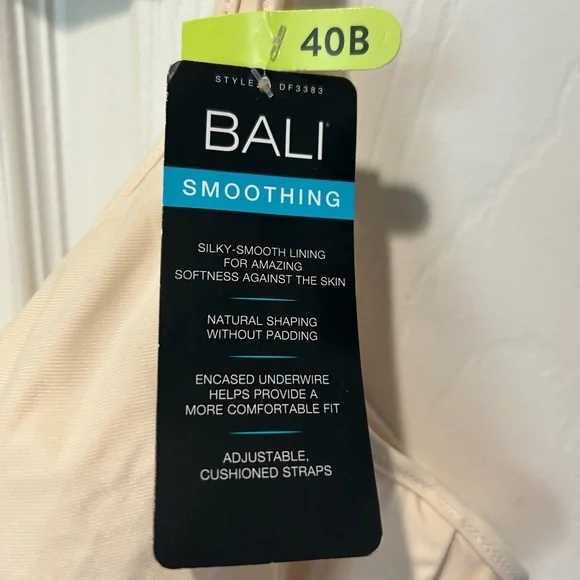 40B
STYLE DF3383
BALI
SMOOTHING
SILKY-SMOOTH LINING
FOR AMAZING
SOFTNESS AGAINST THE SKIN
NATURAL SHAPING
WITHOUT PADDING
ENCASED UNDERWIRE
HELPS PROVIDE A
MORE COMFORTABLE FIT
ADJUSTABLE,
CUSHIONED STRAPS